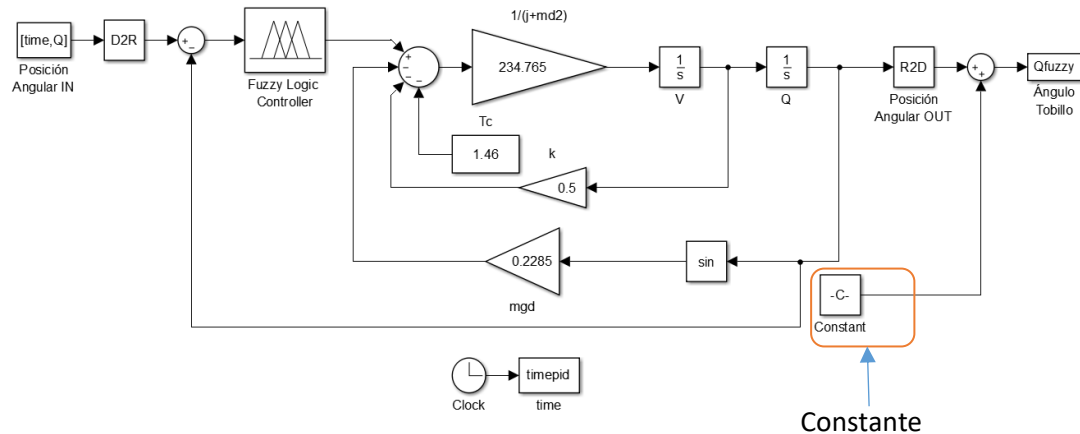 [time,Q]
Posición
Angular IN
D2R
+
−
Fuzzy Logic
Controller
+
−
−
−
1/(j+md2)
234.765
1
s
V
1
s
Q
R2D
Posición
Angular OUT
+
+
Qfuzzy
Ángulo
Tobillo
Tc
1.46
k
0.5
0.2285
mgd
sin
-C-
Constant
Clock
timepid
time
Constante